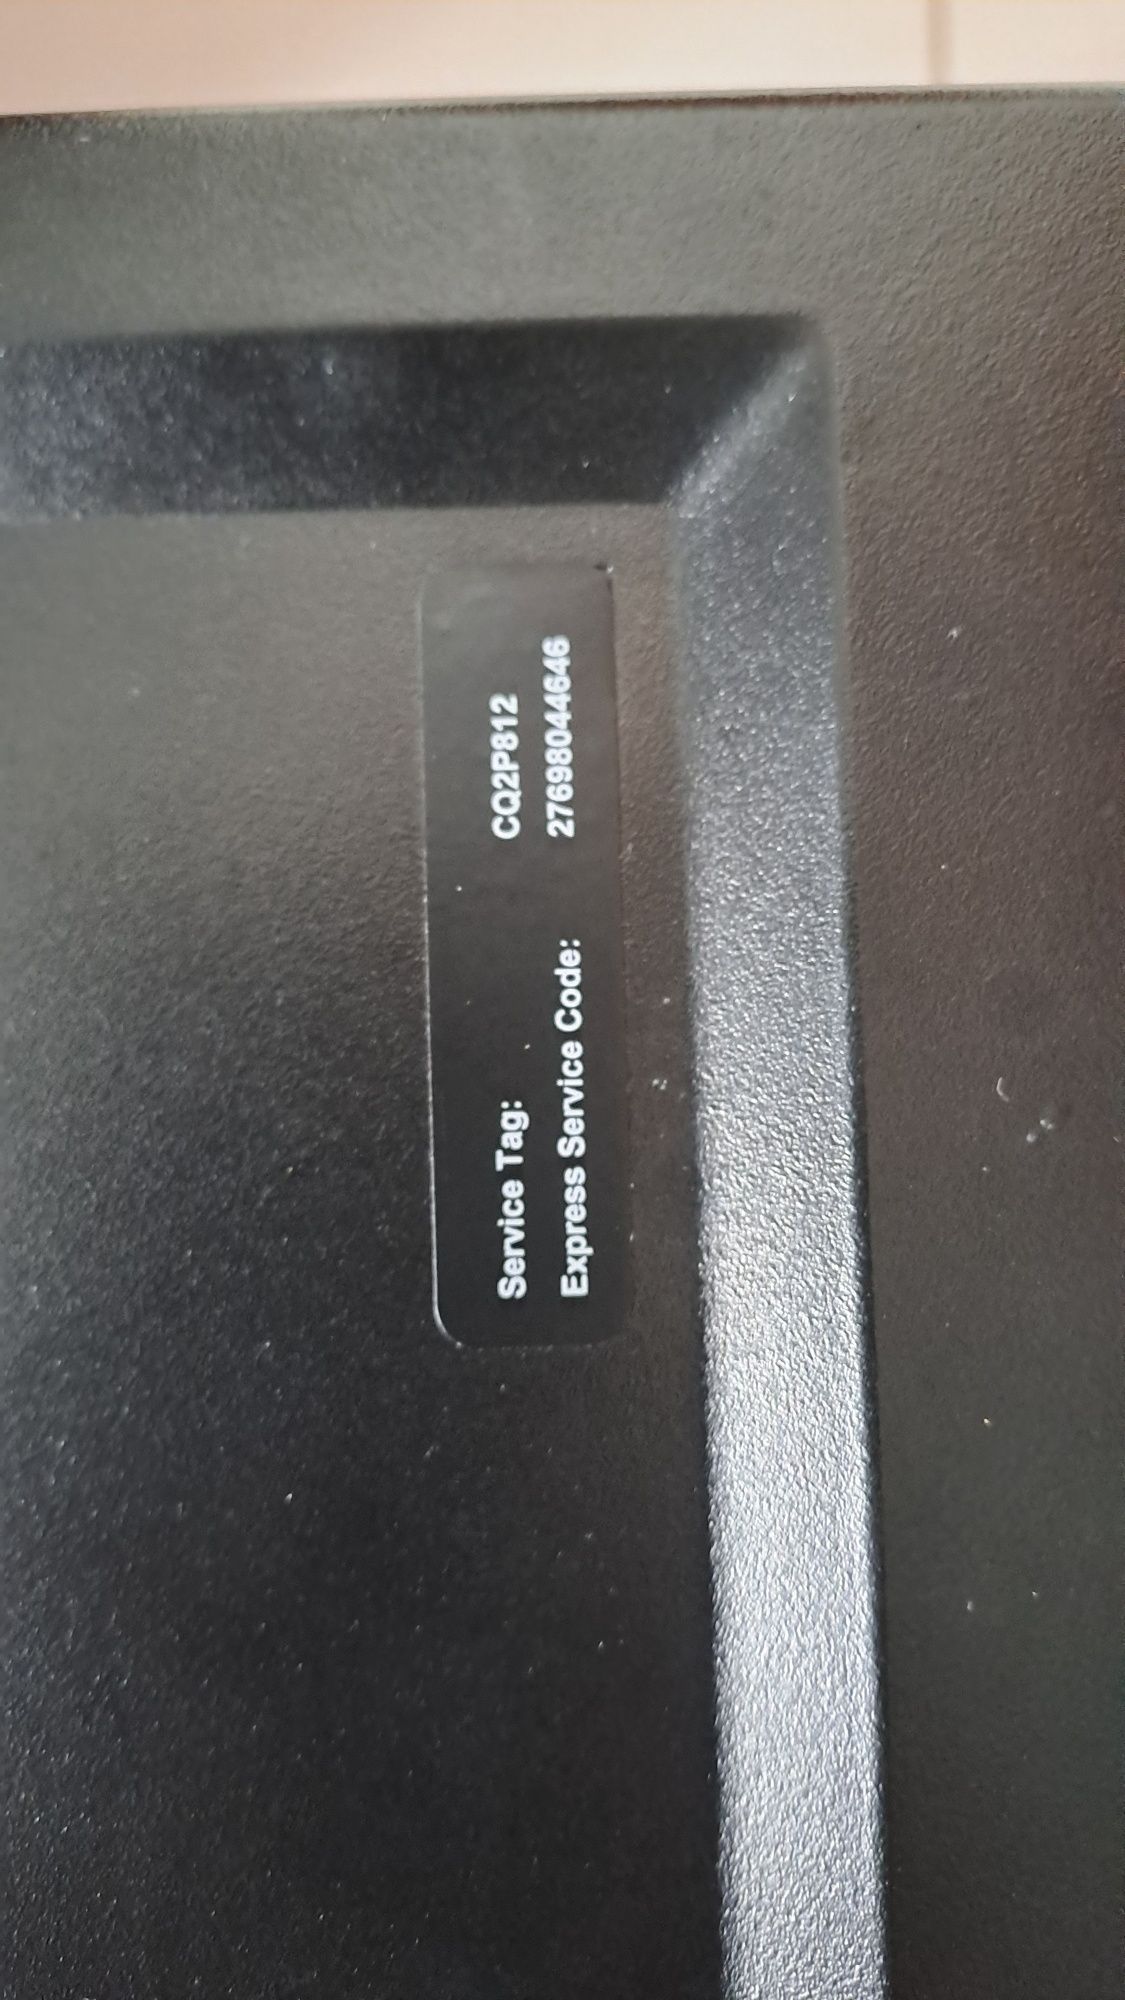 Service Tag: CQ2P812
Express Service Code: 27698044646